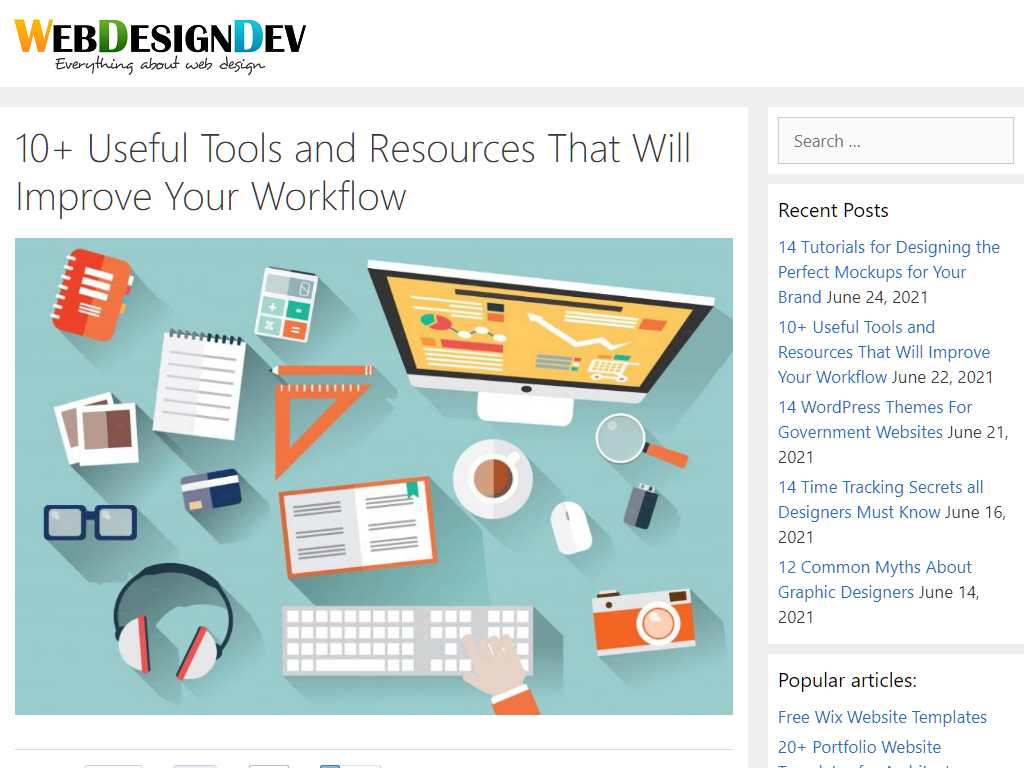 WEBDESIGNDEV
Everything about web design
10+ Useful Tools and Resources That Will
Improve Your Workflow
Search ...
Recent Posts
14 Tutorials for Designing the
Perfect Mockups for Your
Brand June 24, 2021
10+ Useful Tools and
Resources That Will Improve
Your Workflow June 22, 2021
14 WordPress Themes For
Government Websites June 21,
2021
14 Time Tracking Secrets all
Designers Must Know June 16,
2021
12 Common Myths About
Graphic Designers June 14,
2021
Popular articles:
Free Wix Website Templates
20+ Portfolio Website